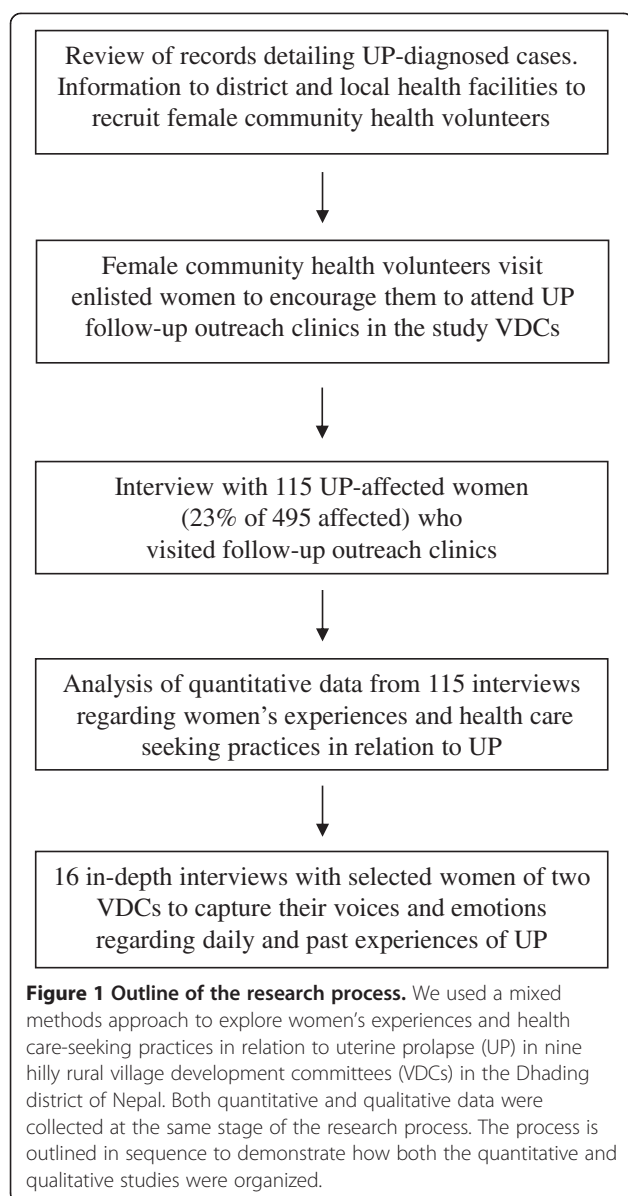 Review of records detailing UP-diagnosed cases.
Information to district and local health facilities to
recruit female community health volunteers
Female community health volunteers visit
enlisted women to encourage them to attend UP
follow-up outreach clinics in the study VDCs
Interview with 115 UP-affected women
(23% of 495 affected) who
visited follow-up outreach clinics
Analysis of quantitative data from 115 interviews
regarding women’s experiences and health care
seeking practices in relation to UP
16 in-depth interviews with selected women of two
VDCs to capture their voices and emotions
regarding daily and past experiences of UP
Figure 1 Outline of the research process. We used a mixed
methods approach to explore women’s experiences and health
care-seeking practices in relation to uterine prolapse (UP) in nine
hilly rural village development committees (VDCs) in the Dhading
district of Nepal. Both quantitative and qualitative data were
collected at the same stage of the research process. The process is
outlined in sequence to demonstrate how both the quantitative and
qualitative studies were organized.